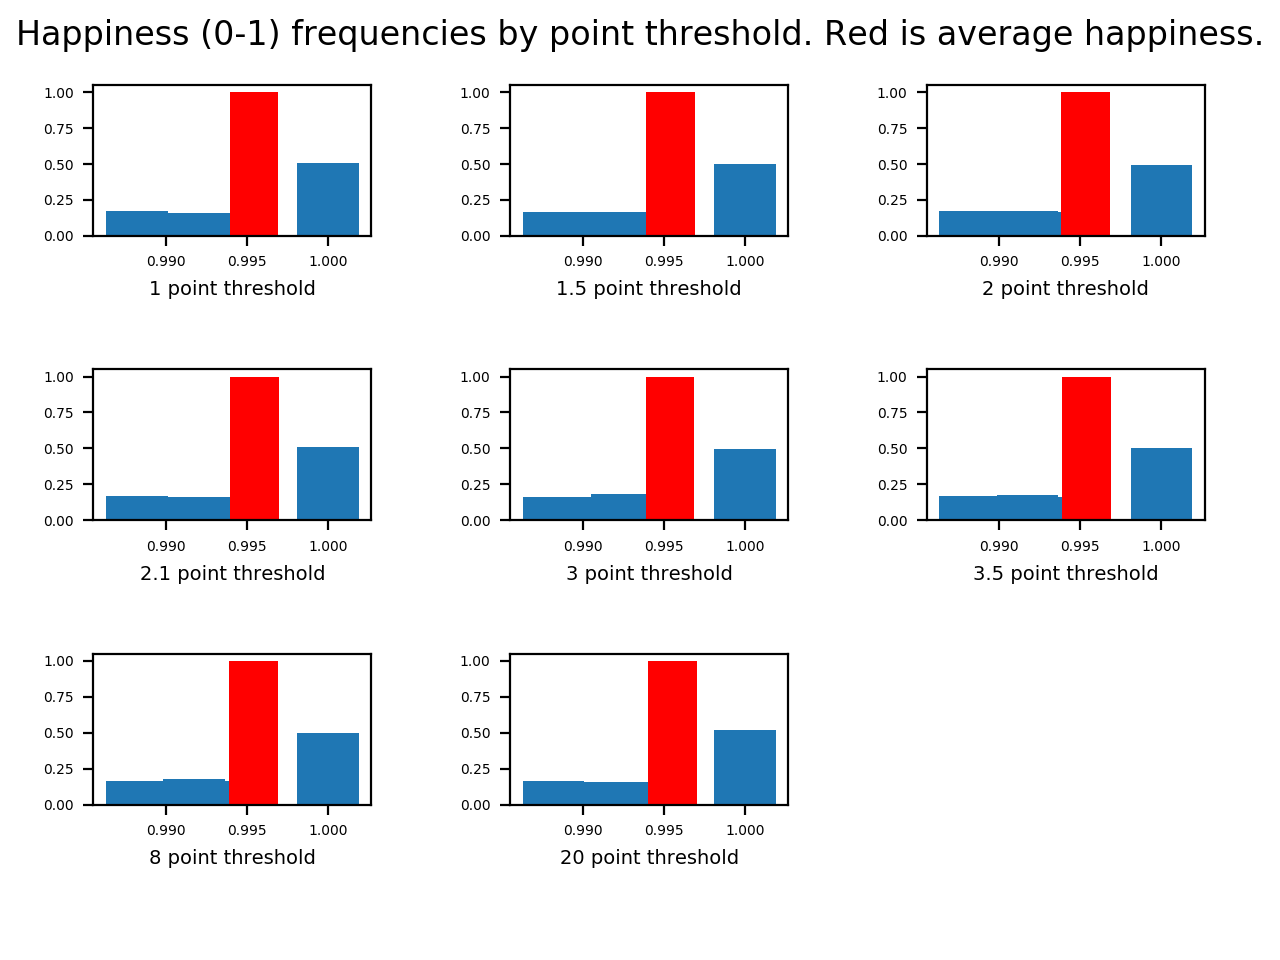 Happiness (0-1) frequencies by point threshold. Red is average happiness.
1.00 1.00 1.00
0.75 0.75 0.75
0.50 0.50 0.50
0.25 0.25 0.25
0.00 0.00 0.00
0.990 0.995 1.000 0.990 0.995 1.000 0.990 0.995 1.000
1 point threshold 1.5 point threshold 2 point threshold
1.00 1.00 1.00
0.75 0.75 0.75
0.50 0.50 0.50
0.25 0.25 0.25
0.00 0.00 0.00
0.990 0.995 1.000 0.990 0.995 1.000 0.990 0.995 1.000
2.1 point threshold 3 point threshold 3.5 point threshold
1.00 1.00
0.75 0.75
0.50 0.50
0.25 0.25
0.00 0.00
0.990 0.995 1.000 0.990 0.995 1.000
8 point threshold 20 point threshold